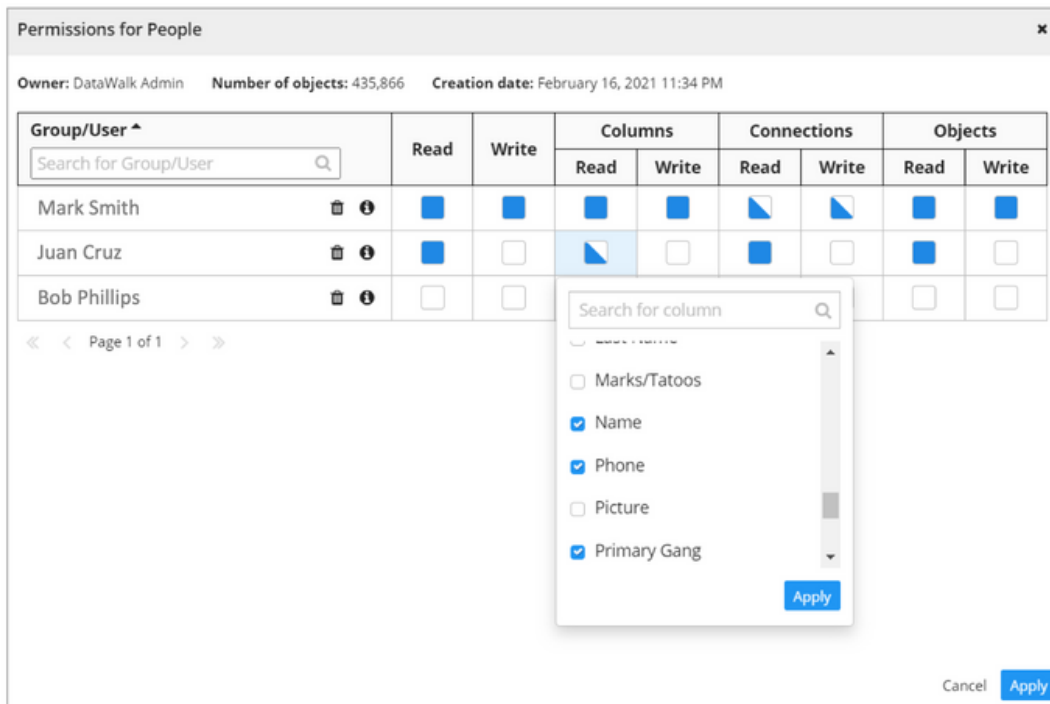 Permissions for People
Owner: DataWalk Admin Number of objects: 435,866 Creation date: February 16, 2021 11:34 PM
Group/User Read Write Columns Connections Objects
Search for Group/User Read Write Read Write Read Write
Mark Smith
Juan Cruz
Bob Phillips
Page 1 of 1
Search for column
Last Name
Marks/Tatoos
Name
Phone
Picture
Primary Gang
Apply
Cancel Apply